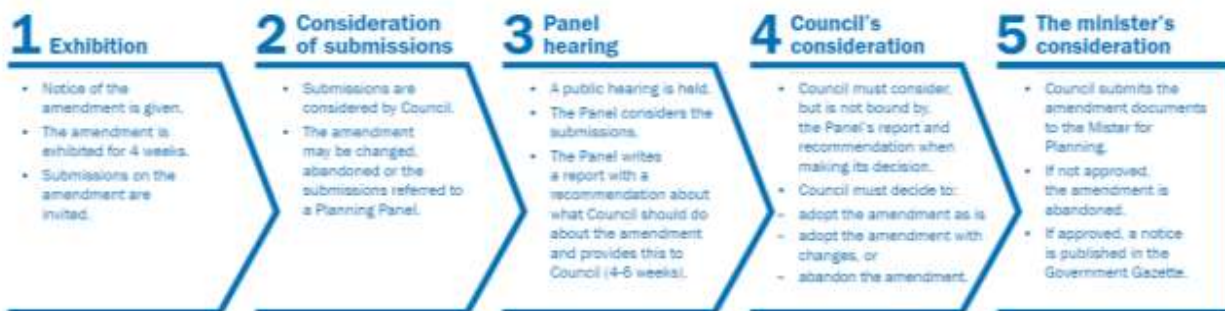 1 Exhibition
• Notice of the
amendment is given.
• The amendment is
exhibited for 4 weeks.
• Submissions on the
amendment are
invited.
2 Consideration
of submissions
• Submissions are
considered by Council.
• The amendment
may be changed,
abandoned or the
submissions referred to
a Planning Panel.
3 Panel
hearing
• A public hearing is held.
• The Panel considers the
submissions.
• The Panel writes
a report with a
recommendation about
what Council should do
about the amendment
and provides this to
Council (4-6 weeks).
4 Council's
consideration
• Council must consider,
but is not bound by,
the Panel's report and
recommendation when
making its decision.
• Council must decide to:
– adopt the amendment as is
– adopt the amendment with
changes, or
– abandon the amendment.
5 The minister's
consideration
• Council submits the
amendment documents
to the Mister for
Planning.
• If not approved,
the amendment is
abandoned.
• If approved, a notice
is published in the
Government Gazette.